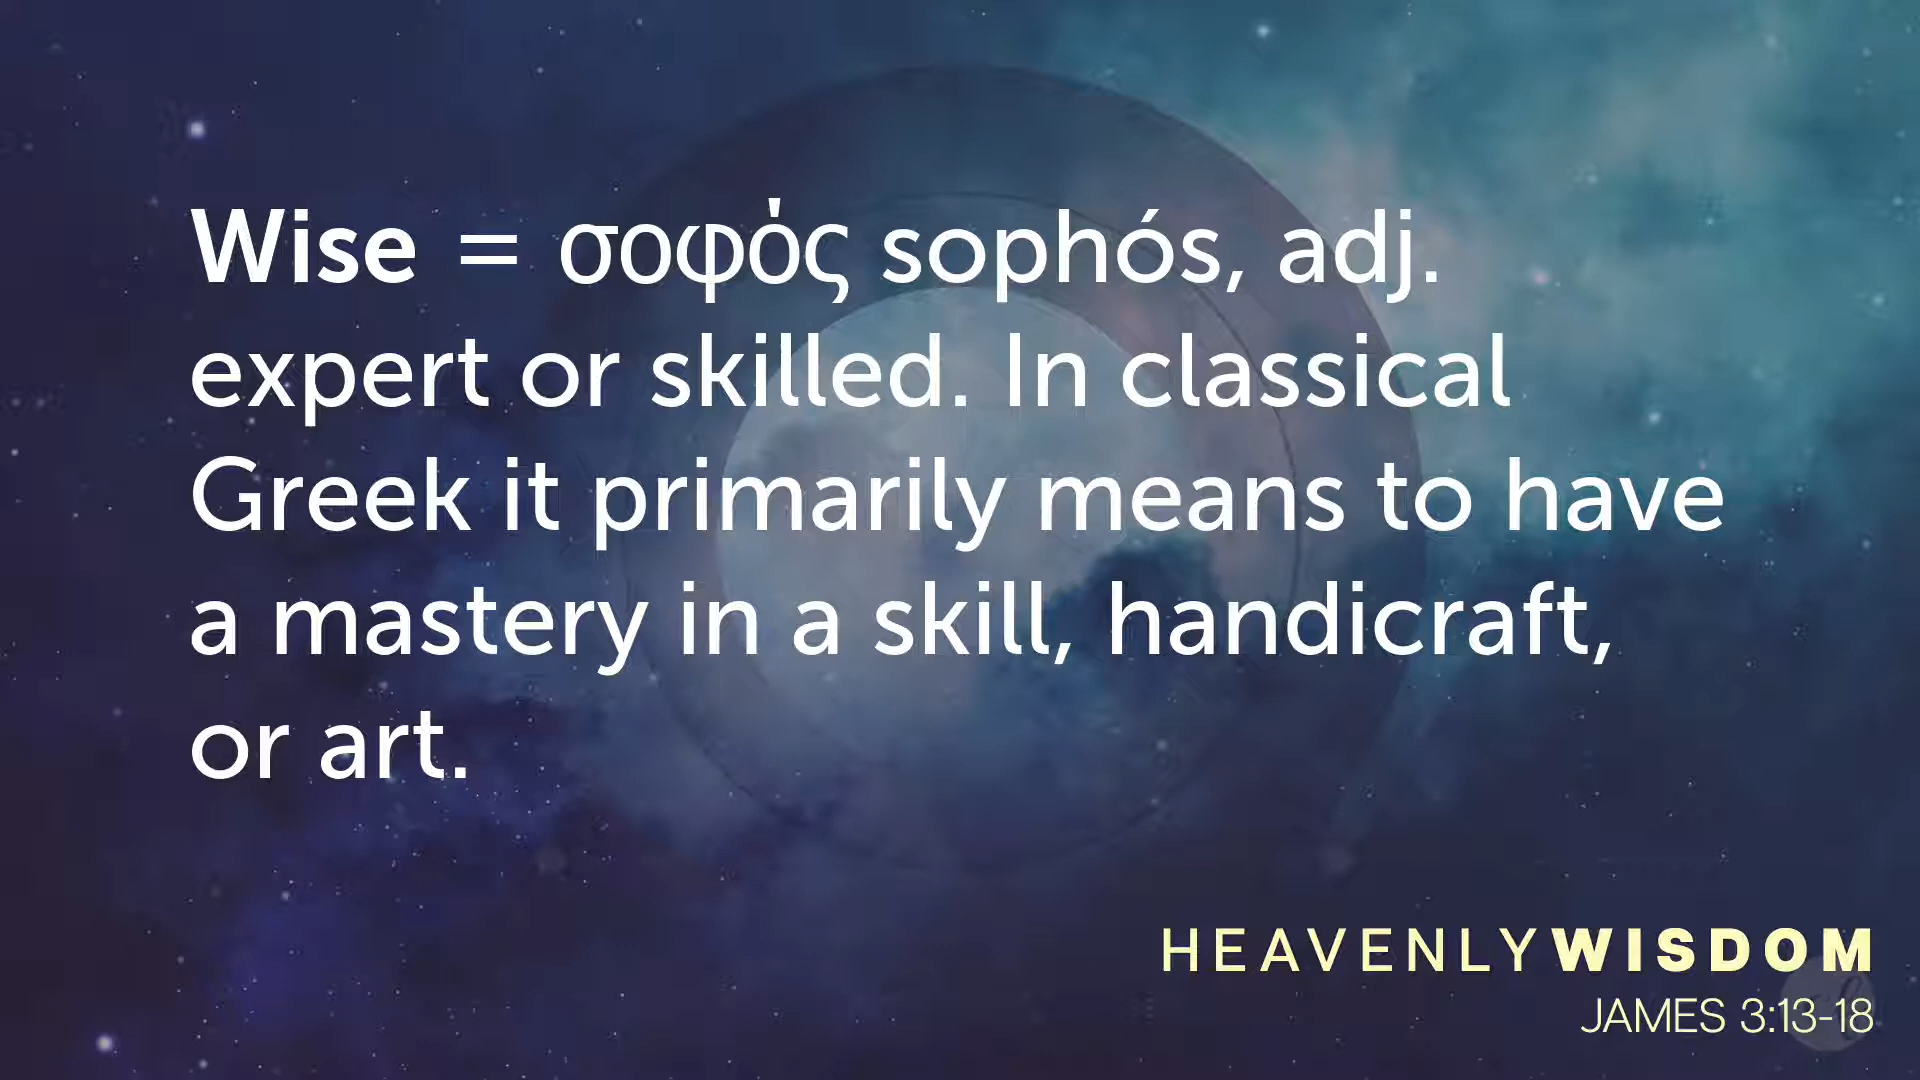 Wise = σοφός sophós, adj.
expert or skilled. In classical
Greek it primarily means to have
a mastery in a skill, handicraft,
or art.
HEAVENLYWISDOM
JAMES 3:13-18